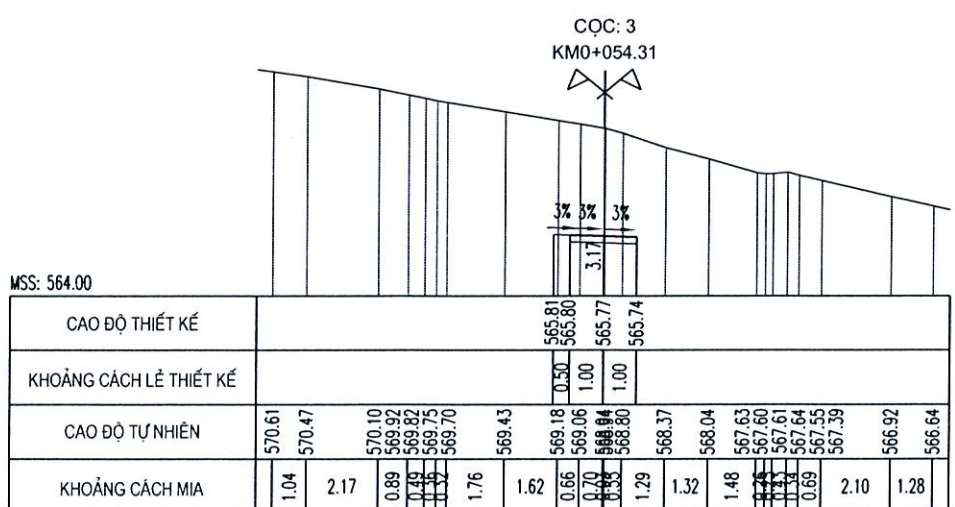 CỌC: 3
KM0+054.31
3% 3% 3%
3.17
MSS: 564.00
CAO ĐỘ THIẾT KẾ 565.81 565.80 565.77 565.74
KHOẢNG CÁCH LẺ THIẾT KẾ 0.50 1.00 1.00
CAO ĐỘ TỰ NHIÊN 570.61 570.47 570.10 569.92 569.82 569.75 569.70 569.43 569.18 569.06 568.80 568.37 568.04 567.63 567.60 567.61 567.64 567.55 567.39 566.92 566.64
KHOẢNG CÁCH MIA 1.04 2.17 0.89 0.49 1.76 1.62 0.66 0.70 1.29 1.32 1.48 0.69 2.10 1.28